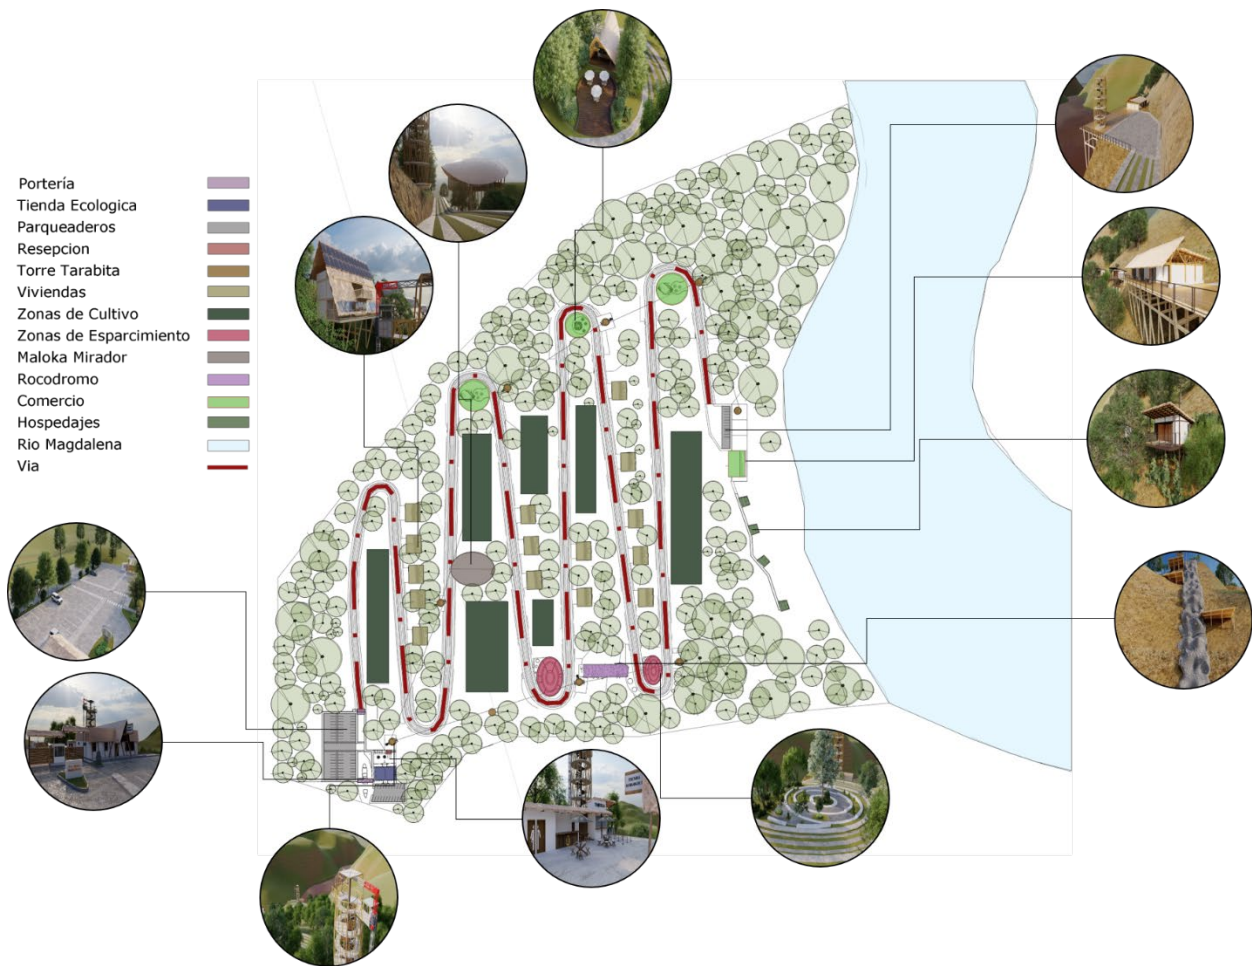 Portería
Tienda Ecologica
Parqueaderos
Resepcion
Torre Tarabita
Viviendas
Zonas de Cultivo
Zonas de Esparcimiento
Maloka Mirador
Rocodromo
Comercio
Hospedajes
Rio Magdalena
Via